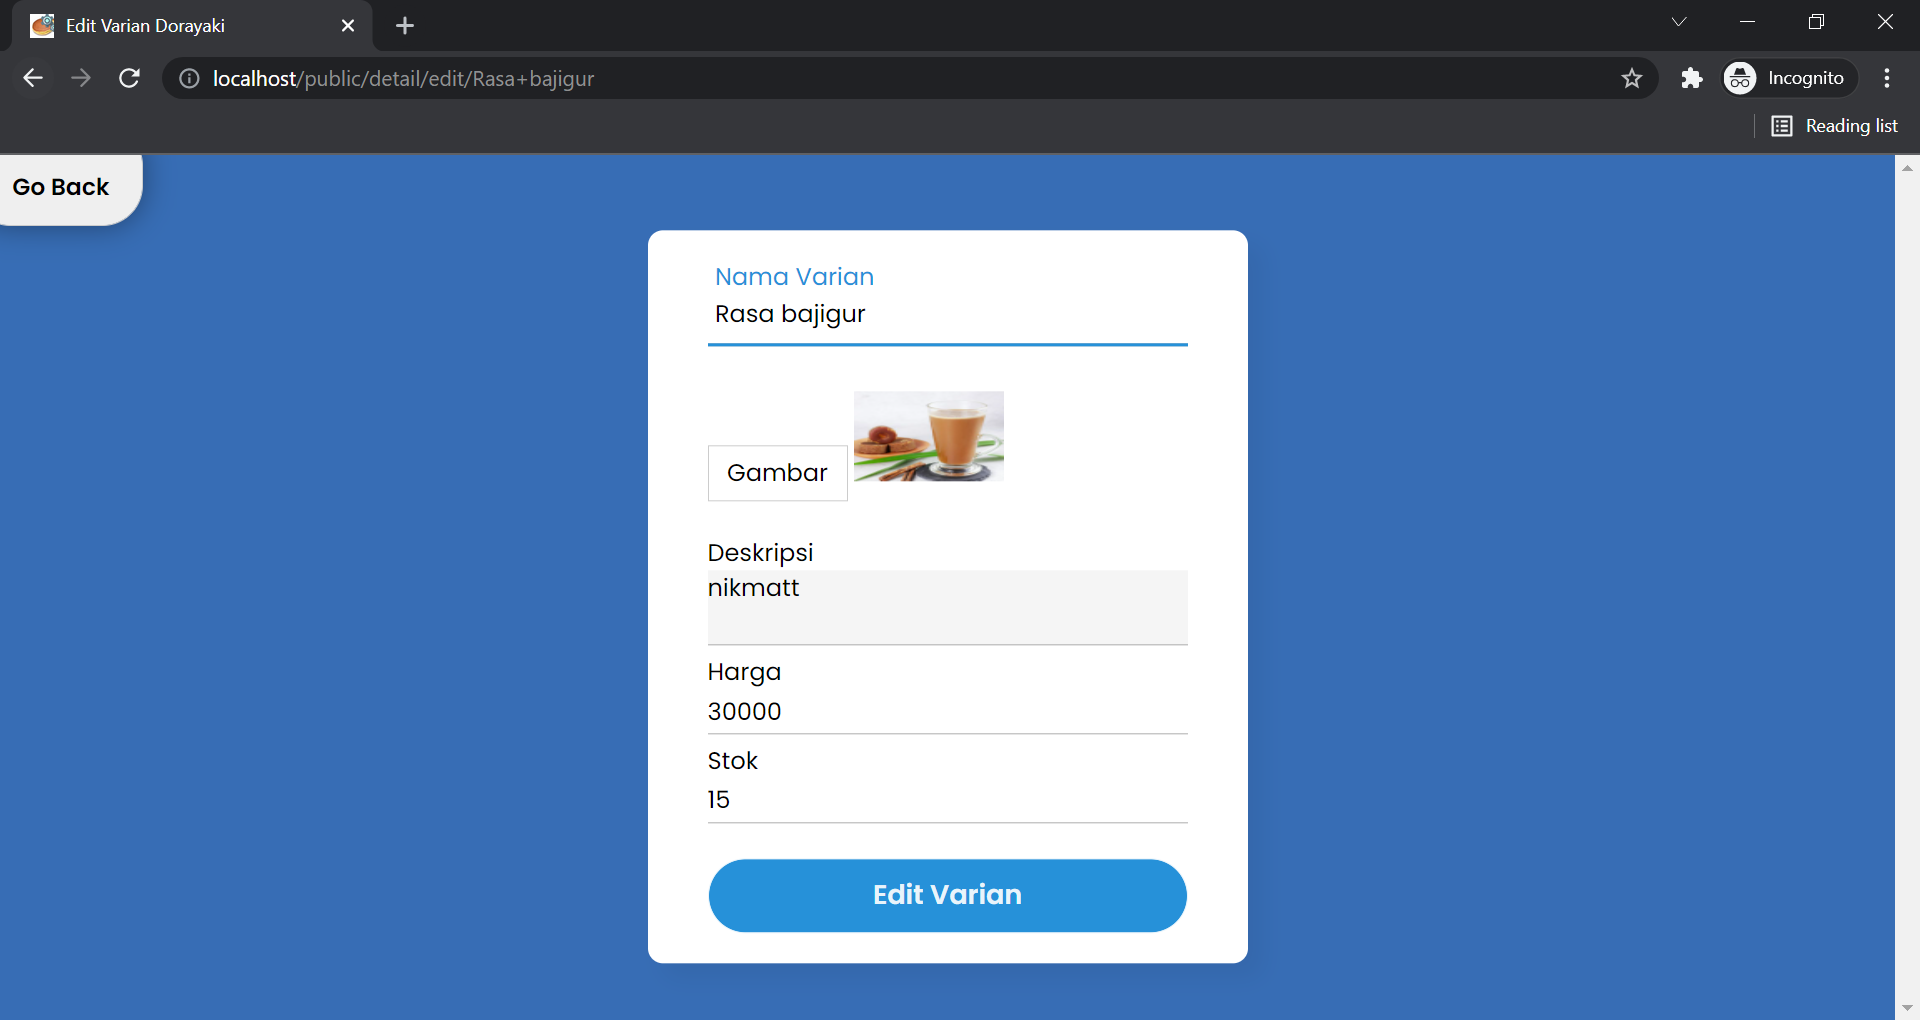 Edit Varian Dorayaki
localhost/public/detail/edit/Rasa+bajigur
Incognito
Reading list
Go Back
Nama Varian
Rasa bajigur
Gambar
Deskripsi
nikmatt
Harga
30000
Stok
15
Edit Varian